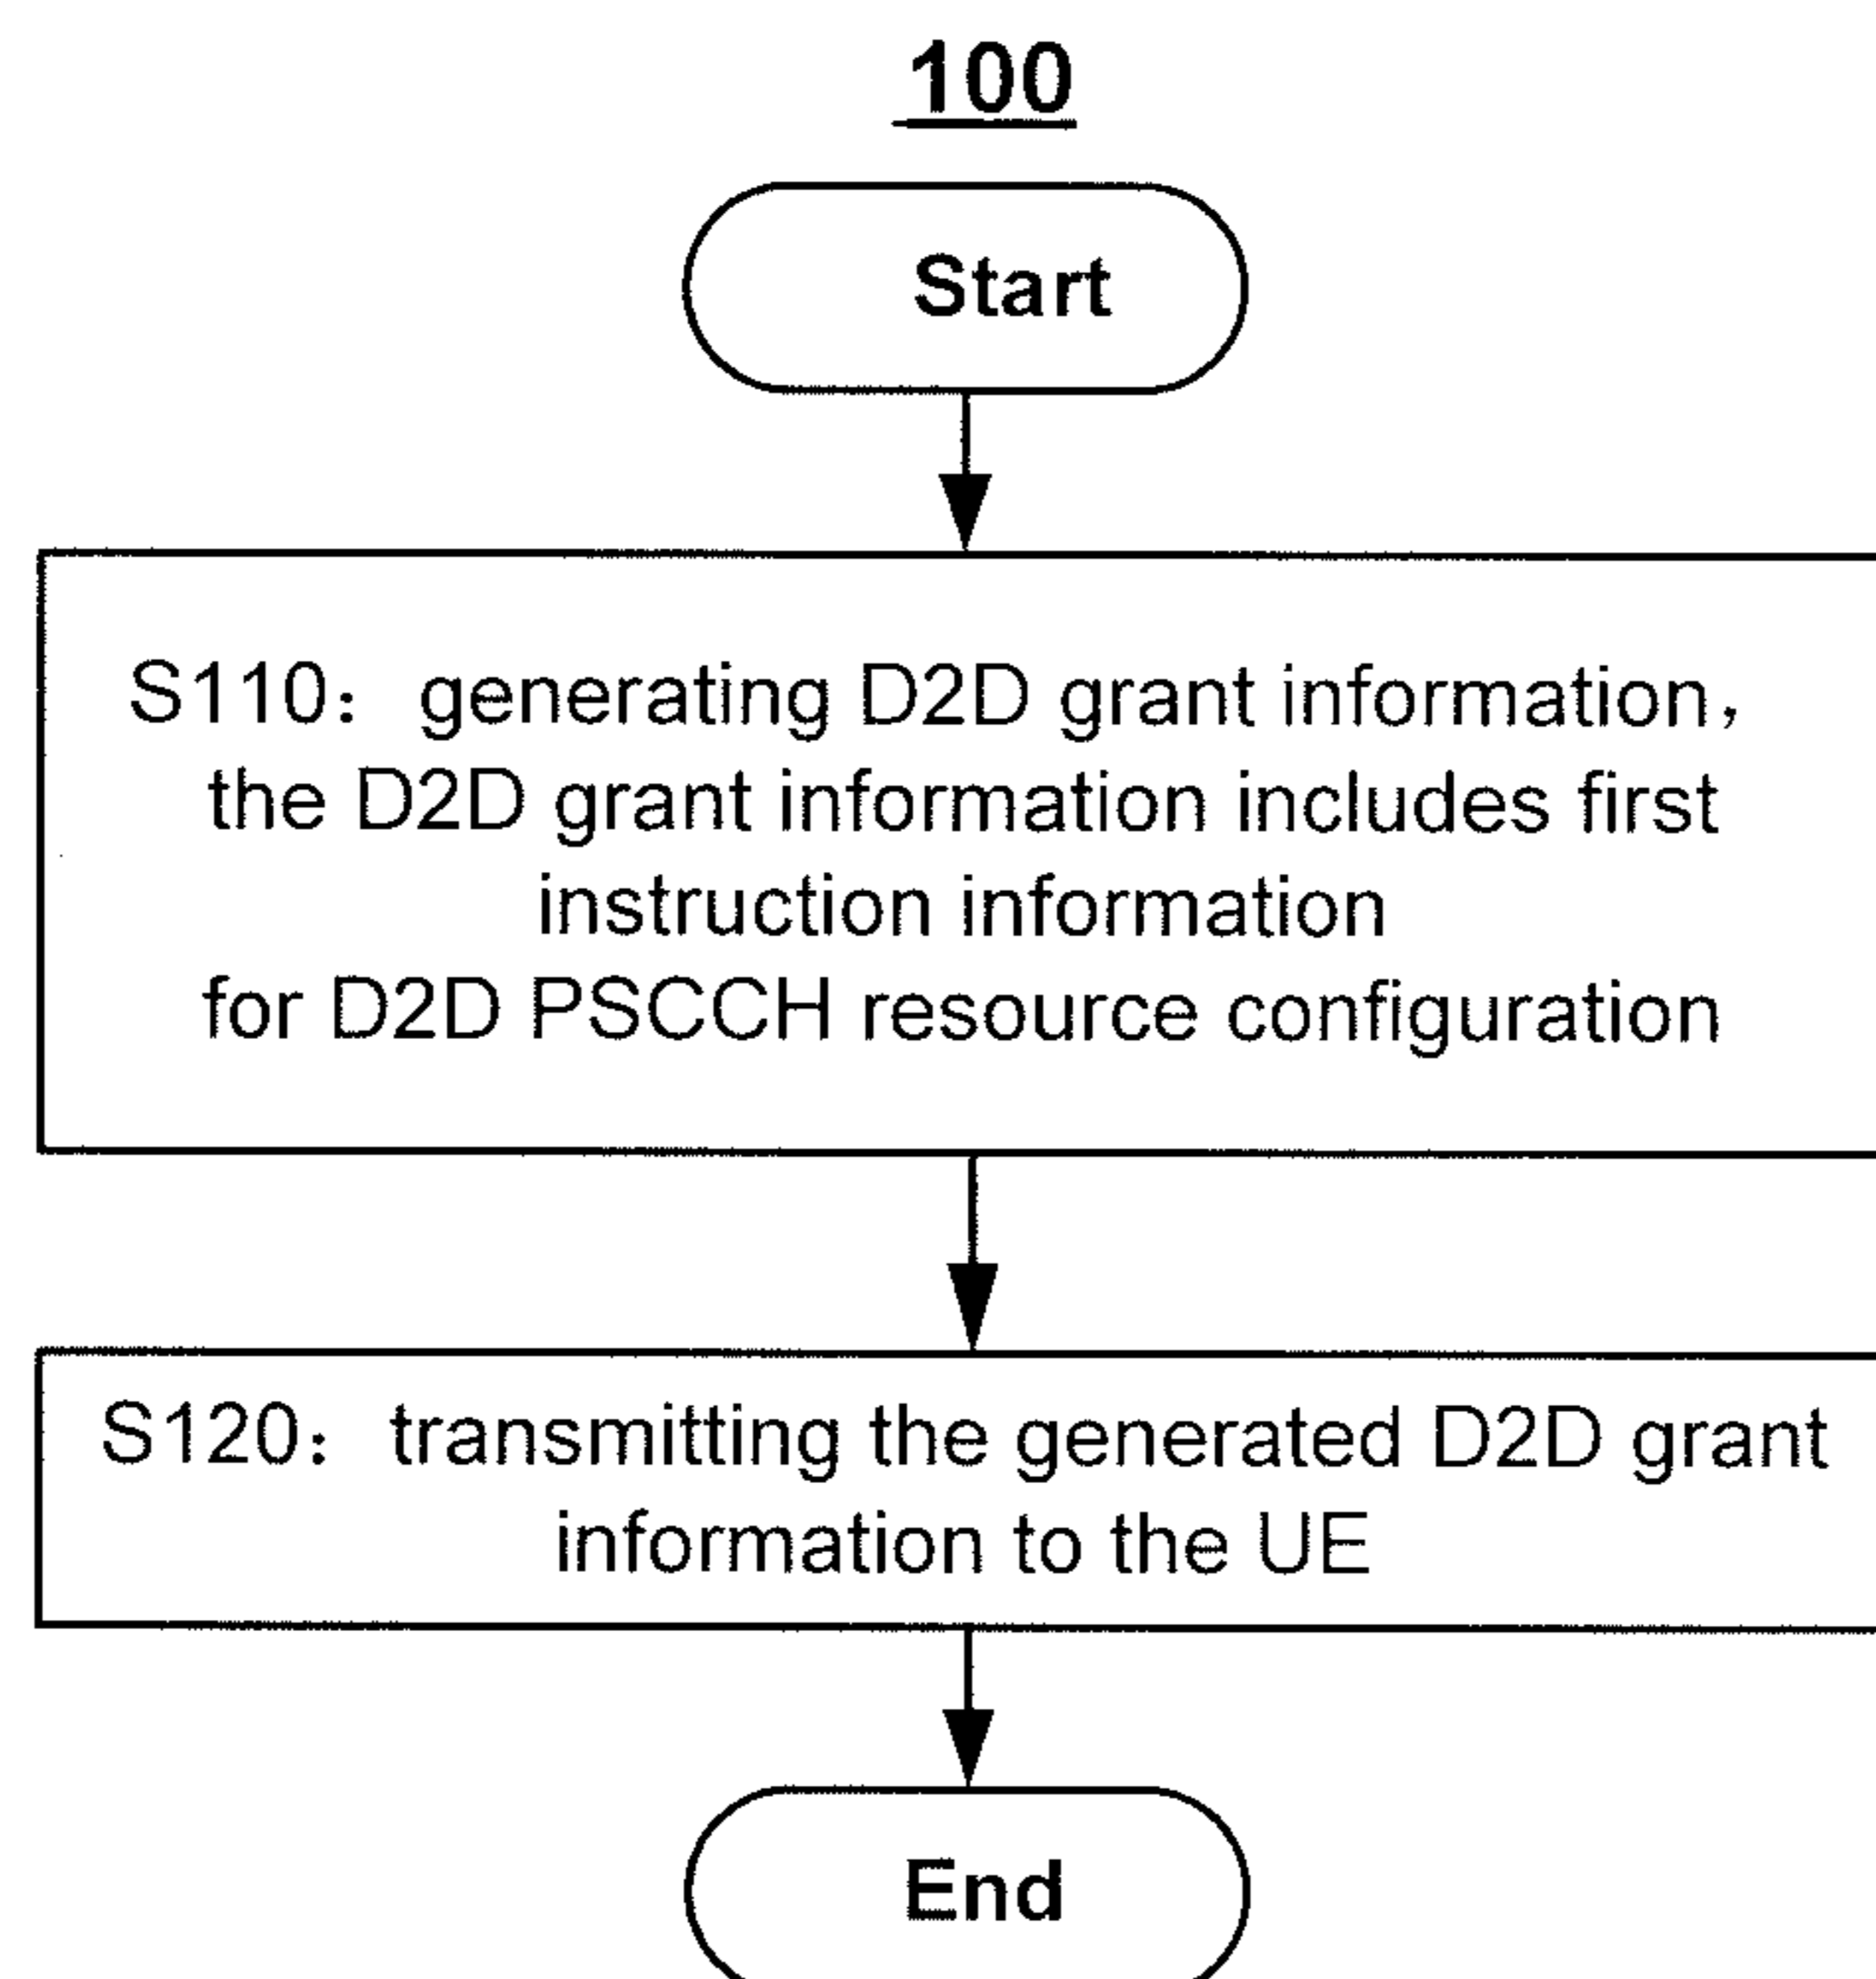 100
Start
S110： generating D2D grant information，
the D2D grant information includes first
instruction information
for D2D PSCCH resource configuration
S120： transmitting the generated D2D grant
information to the UE
End